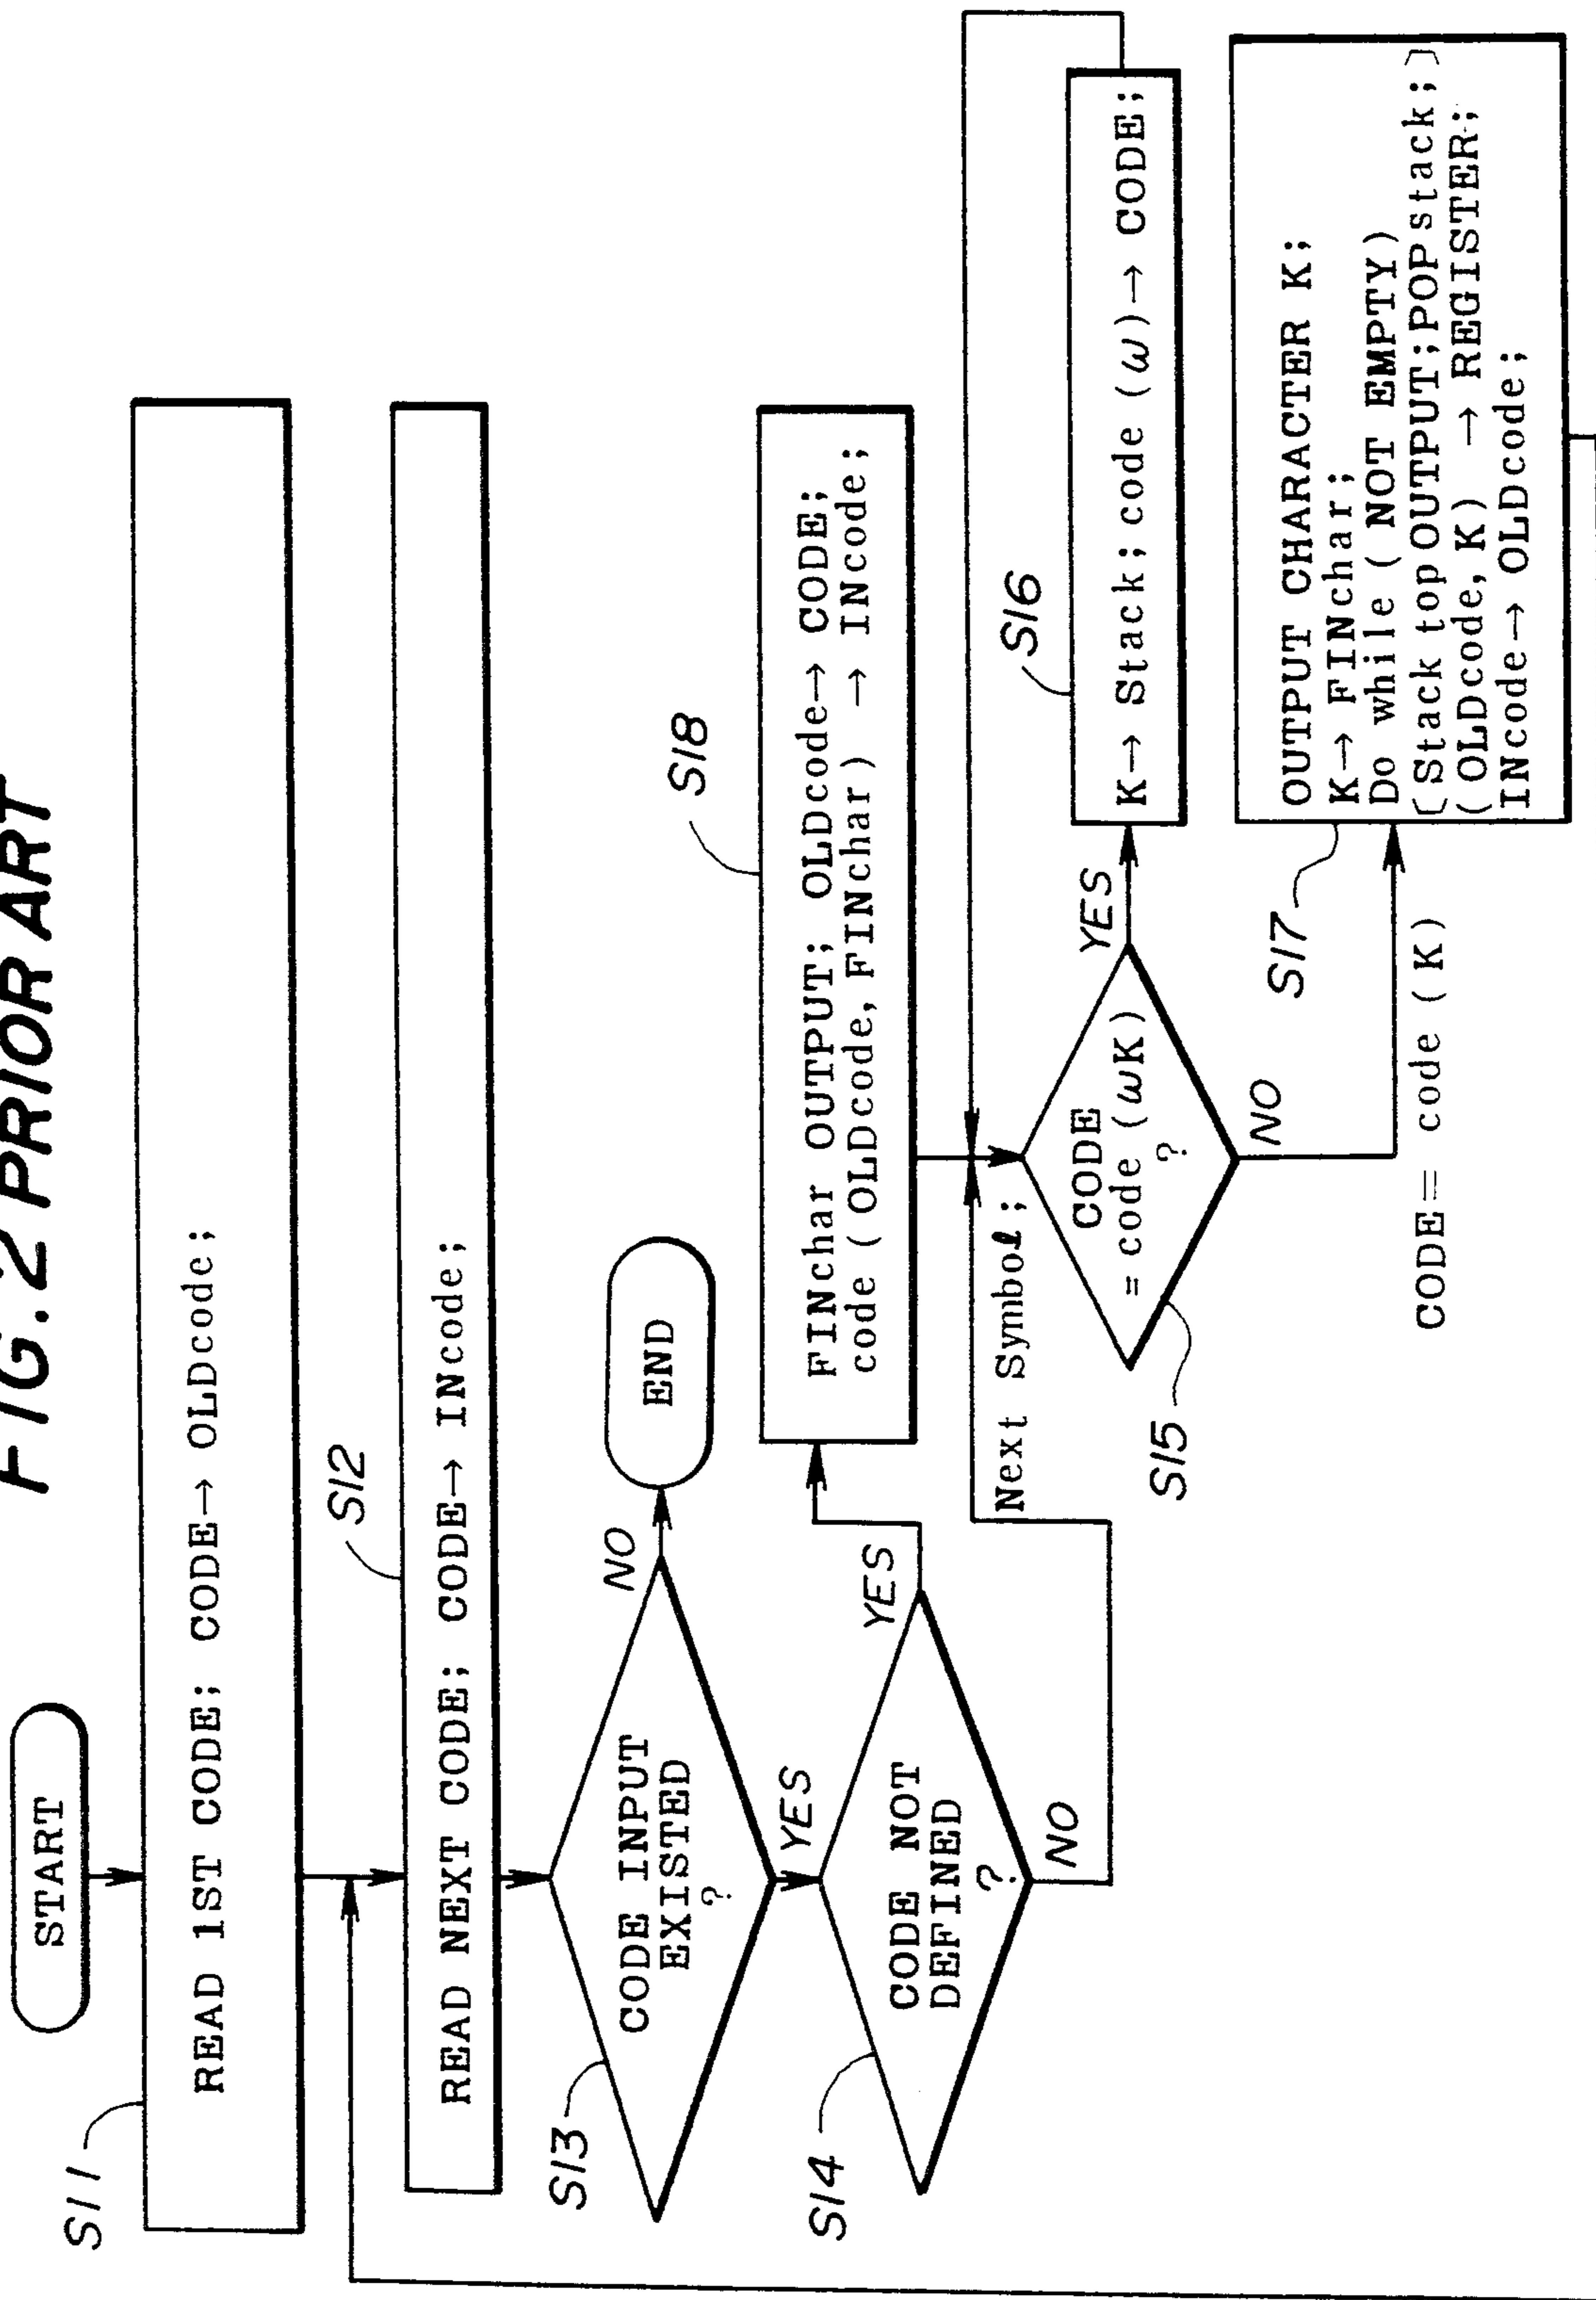 FIG. 2 PRIOR ART
START
S11
READ 1ST CODE; CODE→ OLDcode;
S12
READ NEXT CODE; CODE→ INcode;
S13
CODE INPUT
EXISTED
?
NO
END
YES
S14
CODE NOT
DEFINED
?
YES
NO
S18
FINchar OUTPUT; OLDcode→ CODE;
code (OLDcode, FINchar) → INcode;
Next Symbol;
S15
CODE
= code (ωK)
?
YES
NO
S16
K→ Stack; code (ω)→ CODE;
CODE= code (K)
S17
OUTPUT CHARACTER K;
K→ FINchar;
Do while (NOT EMPTY)
{Stack top OUTPUT; POP stack;}
(OLDcode, K) → REGISTER;
INcode→ OLDcode;